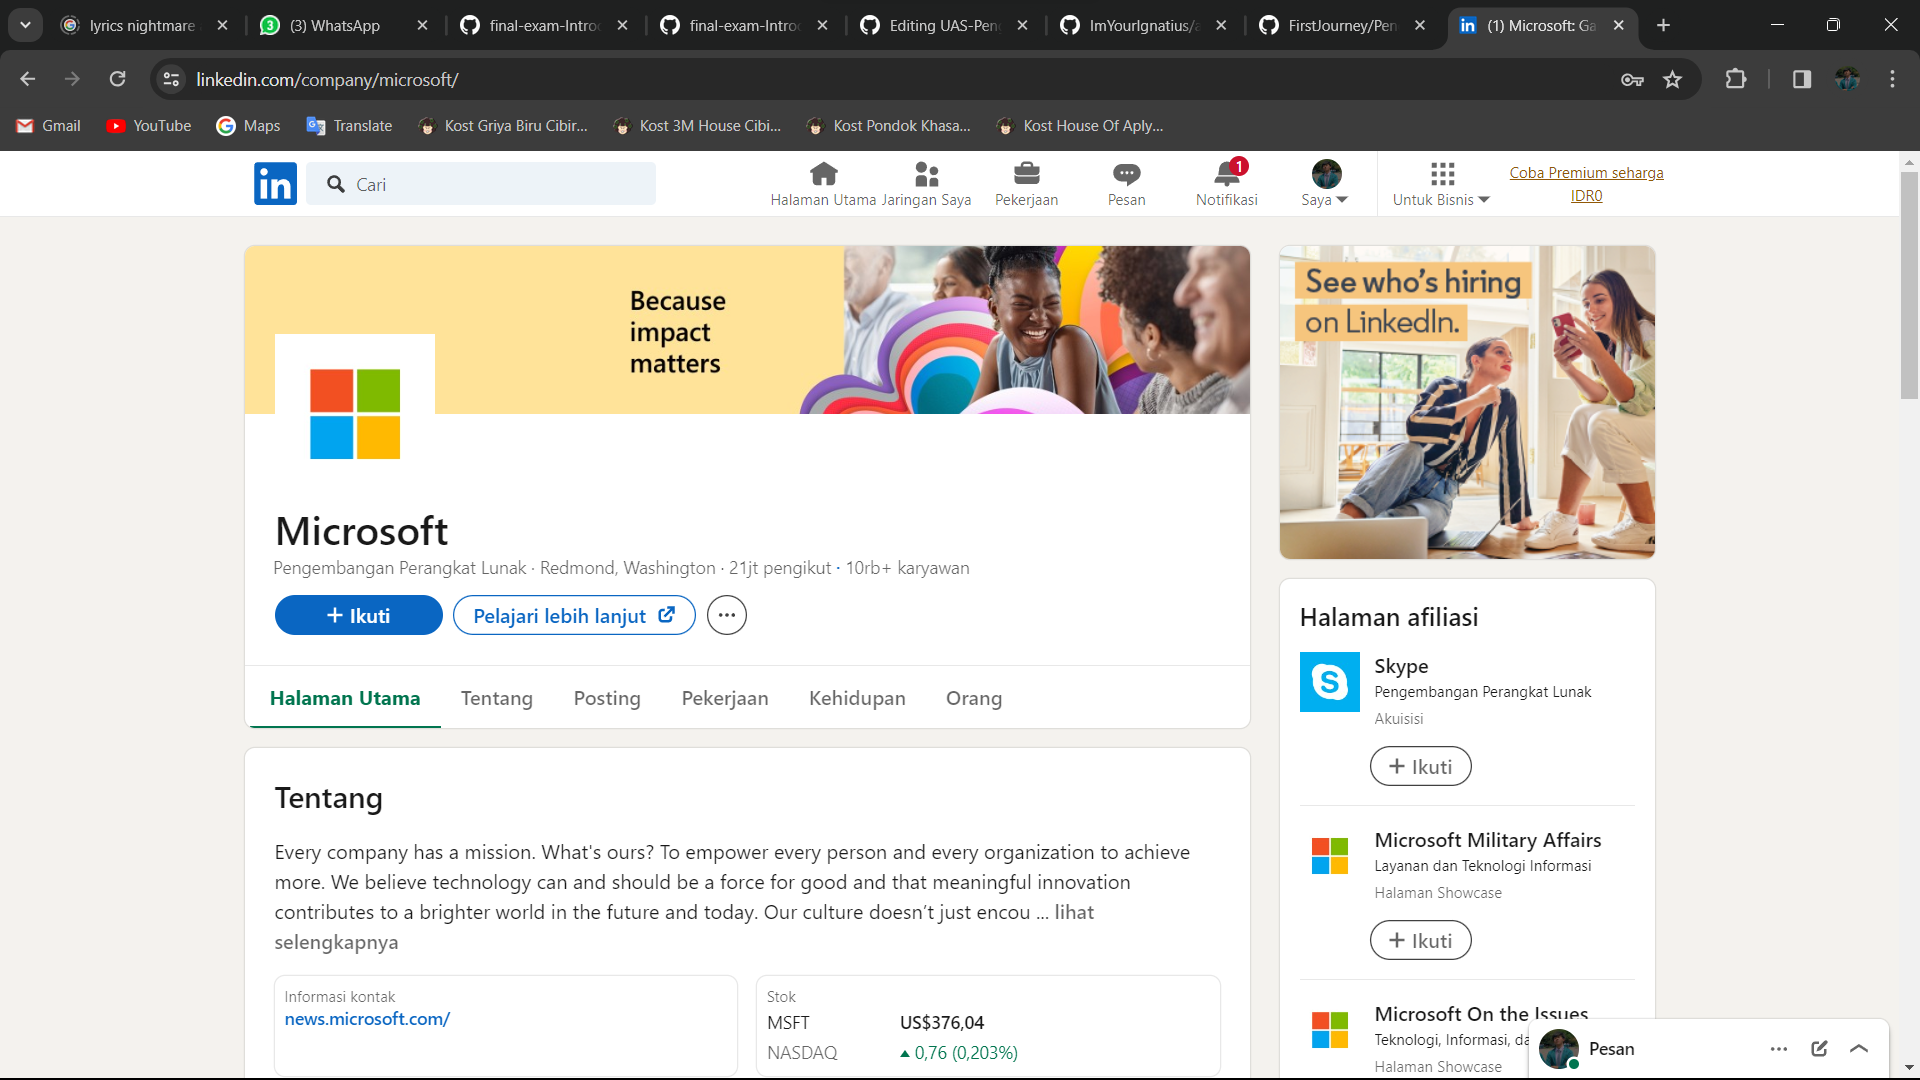 lyrics nightmare
(3) WhatsApp
final-exam-Intro
final-exam-Intro
Editing UAS-Pen
ImYourIgnatius/a
FirstJourney/Pen
(1) Microsoft: Ga
linkedin.com/company/microsoft/
Gmail
YouTube
Maps
Translate
Kost Griya Biru Cibir...
Kost 3M House Cibi...
Kost Pondok Khasa...
Kost House Of Aply...
in
Cari
Halaman Utama
Jaringan Saya
Pekerjaan
Pesan
1
Notifikasi
Saya
Untuk Bisnis
Coba Premium seharga
IDR0
Because
impact
matters
See who's hiring
on LinkedIn.
Microsoft
Pengembangan Perangkat Lunak · Redmond, Washington · 21jt pengikut · 10rb+ karyawan
+ Ikuti
Pelajari lebih lanjut
Halaman Utama
Tentang
Posting
Pekerjaan
Kehidupan
Orang
Tentang
Every company has a mission. What's ours? To empower every person and every organization to achieve
more. We believe technology can and should be a force for good and that meaningful innovation
contributes to a brighter world in the future and today. Our culture doesn't just encou ... lihat
selengkapnya
Informasi kontak
news.microsoft.com/
Stok
MSFT US$376,04
NASDAQ 0,76 (0,203%)
Halaman afiliasi
Skype
Pengembangan Perangkat Lunak
Akuisisi
+ Ikuti
Microsoft Military Affairs
Layanan dan Teknologi Informasi
Halaman Showcase
+ Ikuti
Microsoft On the Issues
Teknologi, Informasi, da
Halaman Showcase
Pesan